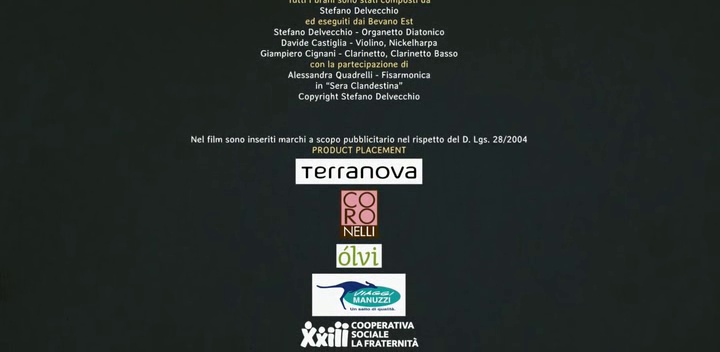 Tutti i brani sono stati composti da
Stefano Delvecchio
ed eseguiti dai Bevano Est
Stefano Delvecchio - Organetto Diatonico
Davide Castiglia - Violino, Nickelharpa
Giampiero Cignani - Clarinetto, Clarinetto Basso
con la partecipazione di
Alessandra Quadrelli - Fisarmonica
in "Sera Clandestina"
Copyright Stefano Delvecchio
Nel film sono inseriti marchi a scopo pubblicitario nel rispetto del D. Lgs. 28/2004
PRODUCT PLACEMENT
Terranova
CO
RO
NELLI
ólvi
VIAGGI
MANUZZI
Un salto di qualità.
xxiii COOPERATIVA
SOCIALE
LA FRATERNITÀ